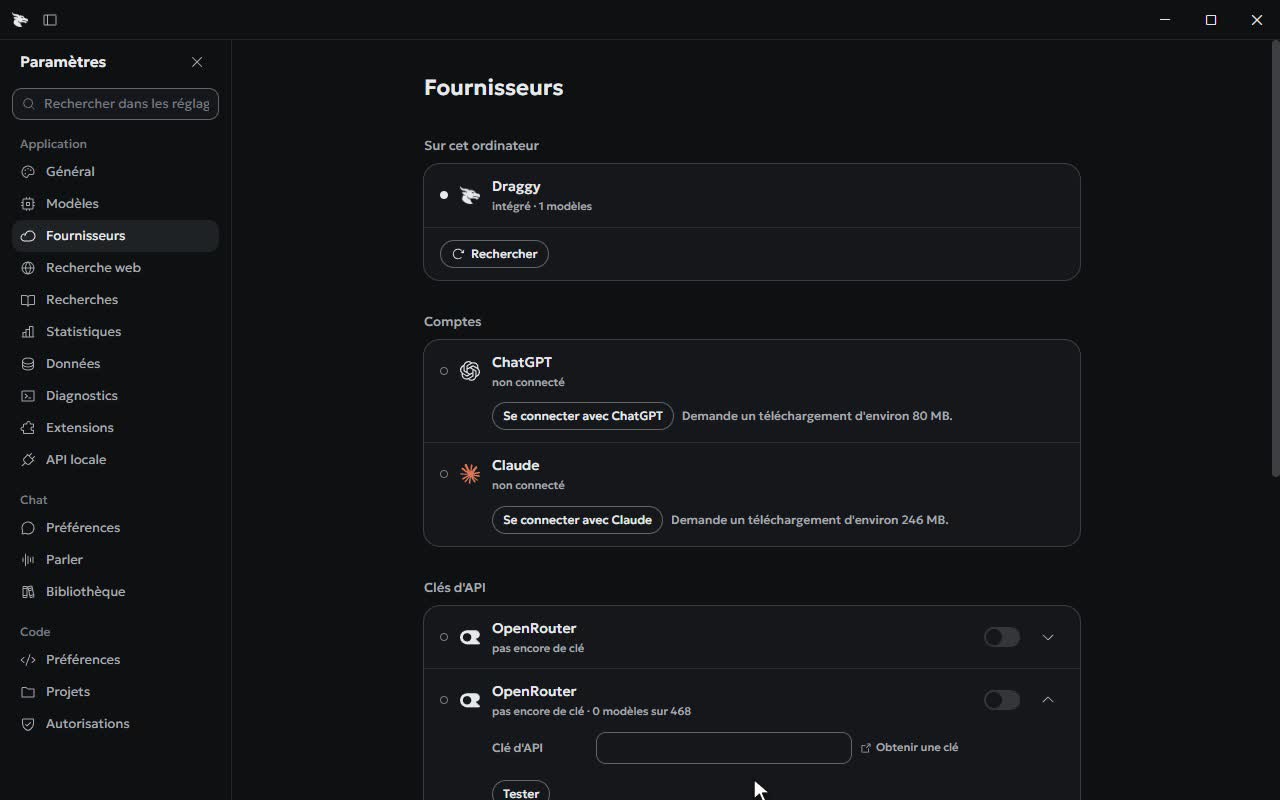 Paramètres
Rechercher dans les réglag
Application
Général
Modèles
Fournisseurs
Recherche web
Recherches
Statistiques
Données
Diagnostics
Extensions
API locale
Chat
Préférences
Parler
Bibliothèque
Code
Préférences
Projets
Autorisations
Fournisseurs
Sur cet ordinateur
Draggy
intégré · 1 modèles
Rechercher
Comptes
ChatGPT
non connecté
Se connecter avec ChatGPT Demande un téléchargement d'environ 80 MB.
Claude
non connecté
Se connecter avec Claude Demande un téléchargement d'environ 246 MB.
Clés d'API
OpenRouter
pas encore de clé
OpenRouter
pas encore de clé · 0 modèles sur 468
Clé d'API Obtenir une clé
Tester